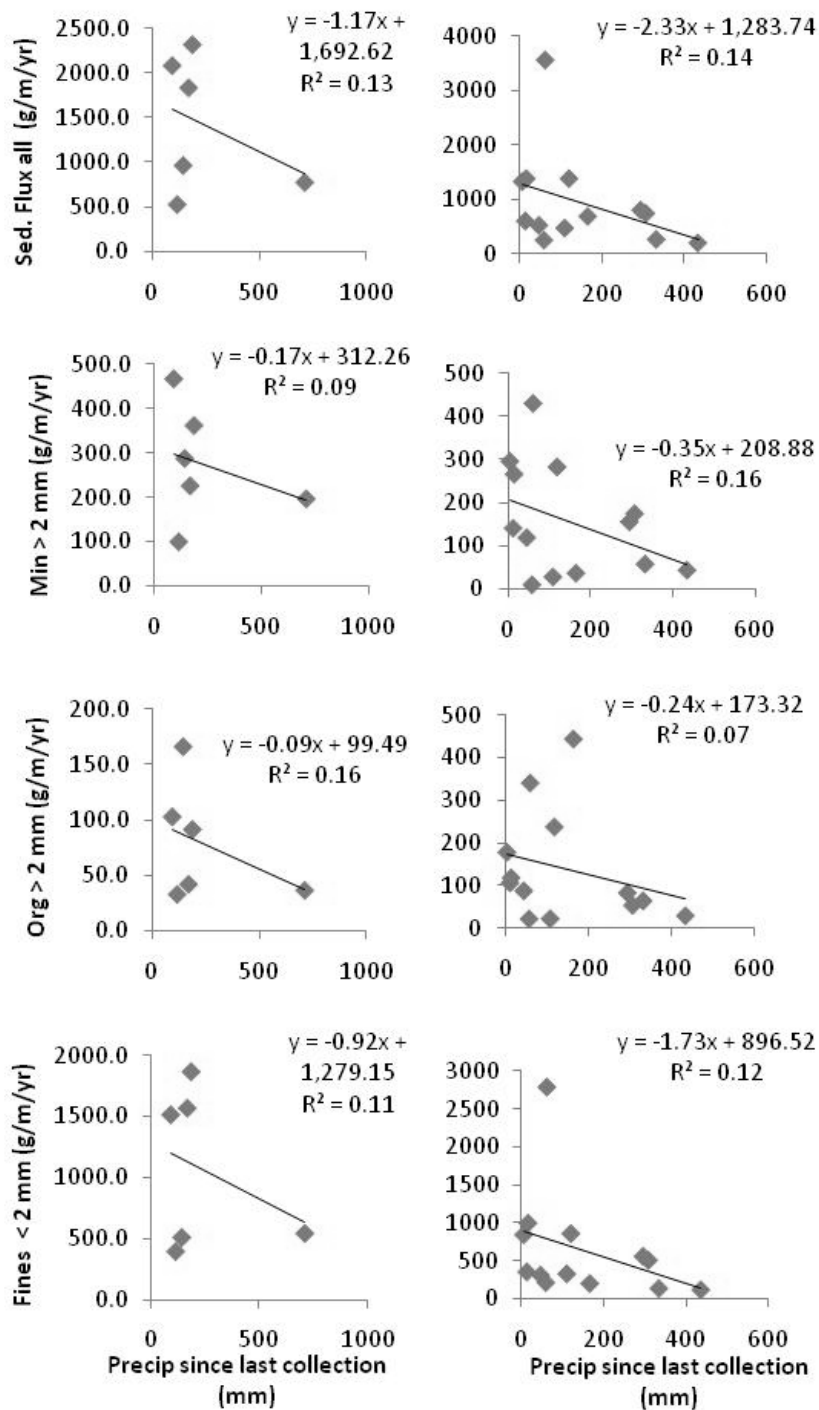 Sed. Flux all (g/m/yr)
2500.0
2000.0
1500.0
1000.0
500.0
0.0
0 500 1000
y = -1.17x +
1,692.62
R² = 0.13
4000
3000
2000
1000
0
0 200 400 600
y = -2.33x + 1,283.74
R² = 0.14
Min > 2 mm (g/m/yr)
500.0
400.0
300.0
200.0
100.0
0.0
0 500 1000
y = -0.17x + 312.26
R² = 0.09
500
400
300
200
100
0
0 200 400 600
y = -0.35x + 208.88
R² = 0.16
Org > 2 mm (g/m/yr)
200.0
150.0
100.0
50.0
0.0
0 500 1000
y = -0.09x + 99.49
R² = 0.16
500
400
300
200
100
0
0 200 400 600
y = -0.24x + 173.32
R² = 0.07
Fines < 2 mm (g/m/yr)
2000.0
1500.0
1000.0
500.0
0.0
0 500 1000
y = -0.92x +
1,279.15
R² = 0.11
Precip since last collection
(mm)
3000
2500
2000
1500
1000
500
0
0 200 400 600
y = -1.73x + 896.52
R² = 0.12
Precip since last collection
(mm)